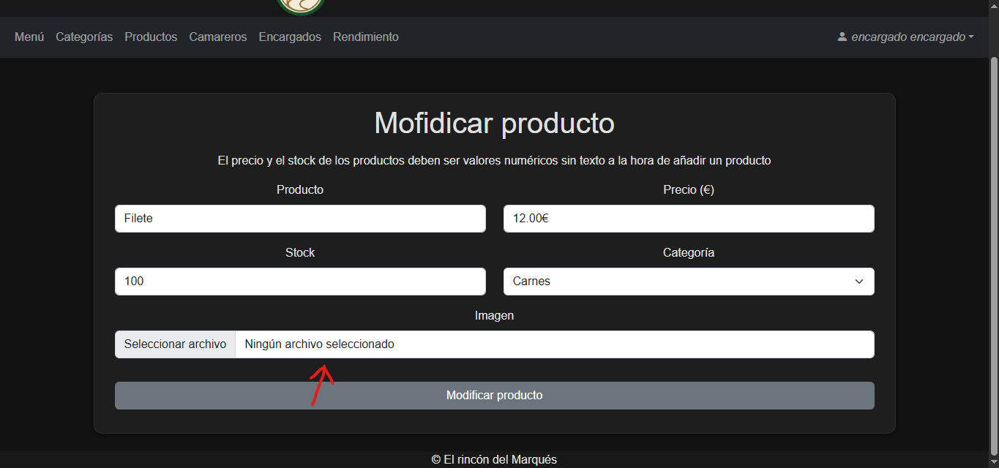 Menú Categorías Productos Camareros Encargados Rendimiento encargado encargado
Mofidicar producto
El precio y el stock de los productos deben ser valores numéricos sin texto a la hora de añadir un producto
Producto Precio (€)
Filete 12.00€
Stock Categoría
100 Carnes
Imagen
Seleccionar archivo Ningún archivo seleccionado
Modificar producto
© El rincón del Marqués